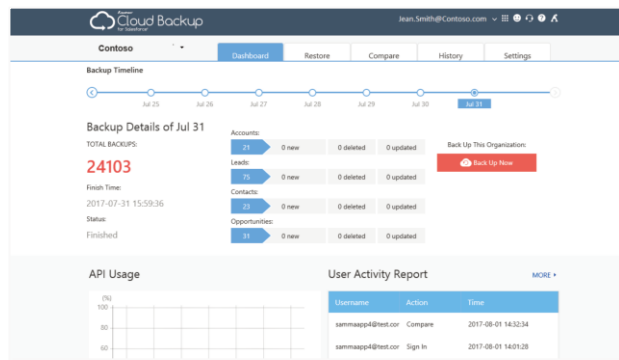 Cloud Backup
for Salesforce
Jean.Smith@Contoso.com
Contoso
Dashboard Restore Compare History Settings
Backup Timeline
Jul 25 Jul 26 Jul 27 Jul 28 Jul 29 Jul 30 Jul 31
Backup Details of Jul 31
TOTAL BACKUPS:
24103
Finish Time:
2017-07-31 15:59:36
Status:
Finished
Accounts:
21 0 new 0 deleted 0 updated
Leads:
75 0 new 0 deleted 0 updated
Contacts:
23 0 new 0 deleted 0 updated
Opportunities:
31 0 new 0 deleted 0 updated
Back Up This Organization:
Back Up Now
API Usage
(%)
100
80
60
User Activity Report
MORE
Username Action Time
sammaapp4@test.cor Compare 2017-08-01 14:32:34
sammaapp4@test.cor Sign In 2017-08-01 14:01:28